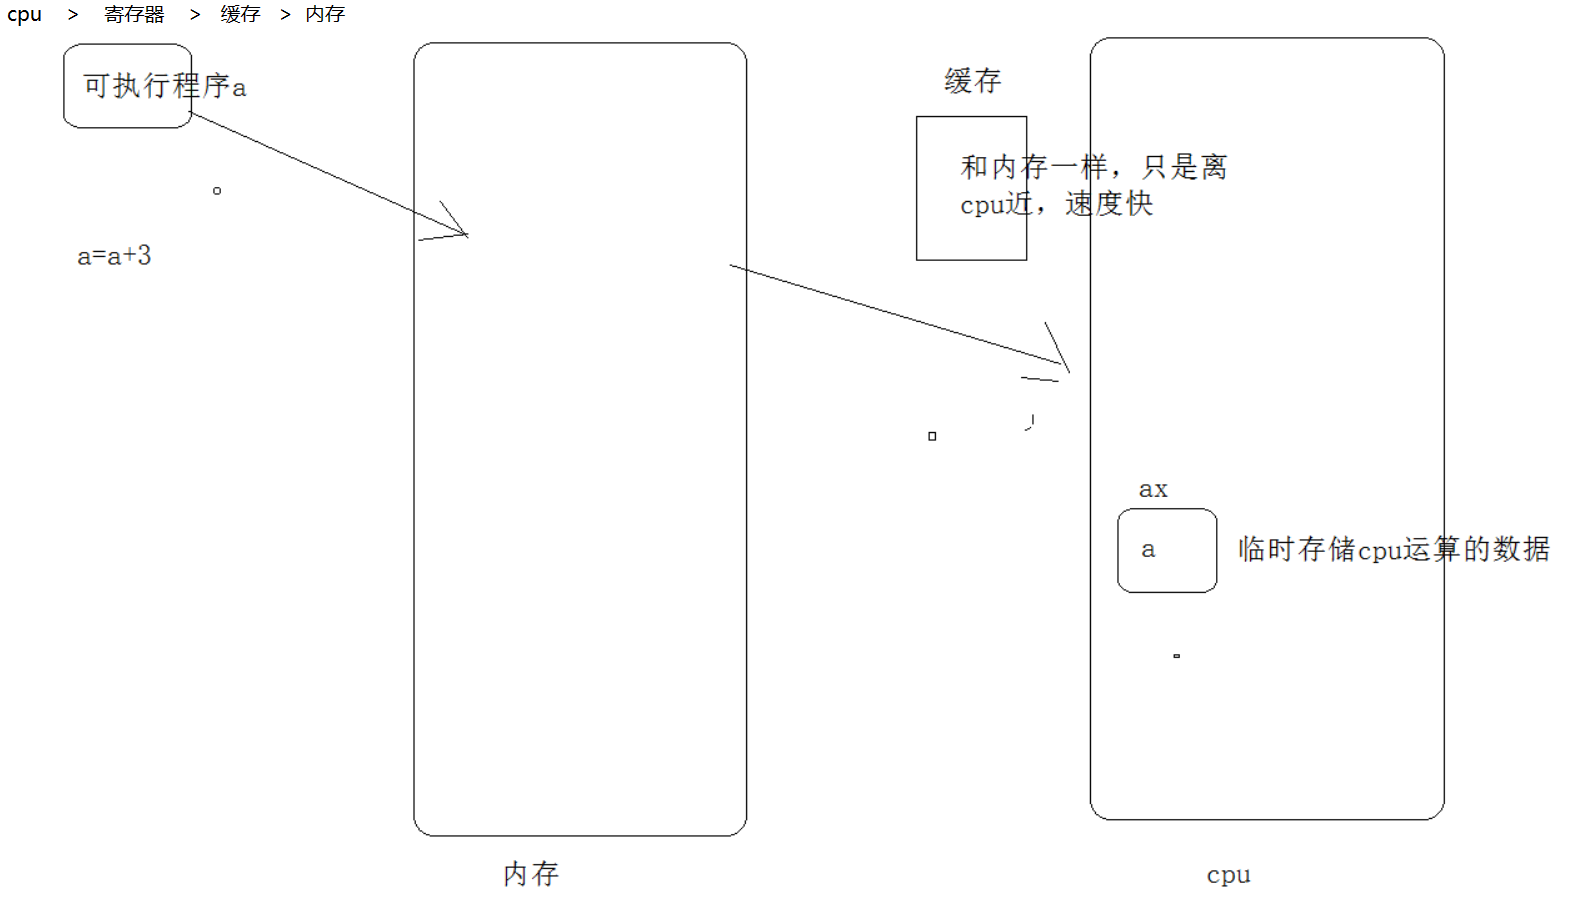 cpu > 寄存器 > 缓存 > 内存
可执行程序a
a=a+3
缓存
和内存一样，只是离
cpu近，速度快
ax
a
临时存储cpu运算的数据
内存
cpu